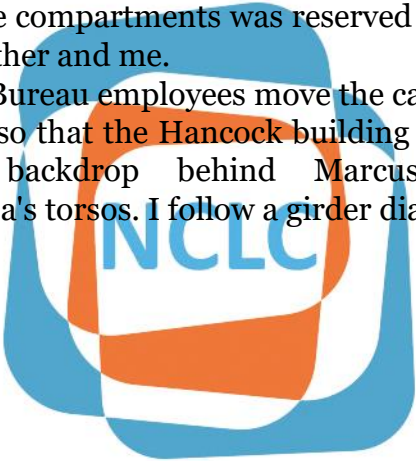 e compartments was reserved
ther and me.
Bureau employees move the ca
so that the Hancock building
backdrop behind Marcus
a's torsos. I follow a girder dia
NCLC